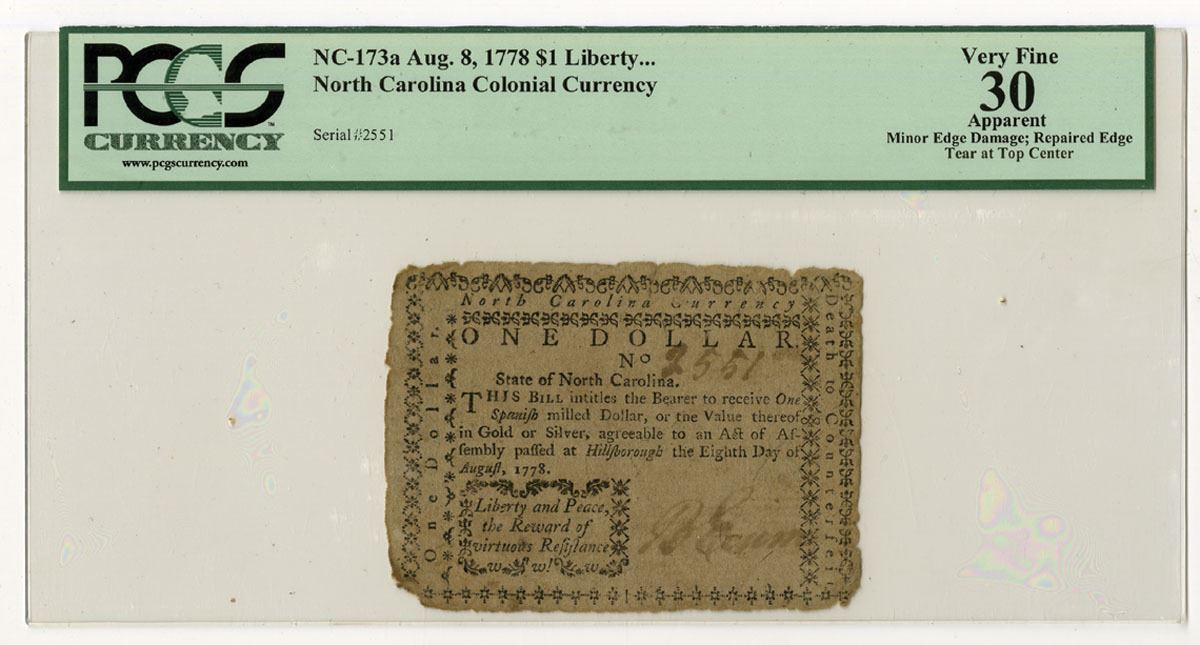 PCGS
CURRENCY
www.pcgscurrency.com
NC-173a Aug. 8, 1778 $1 Liberty...
North Carolina Colonial Currency
Serial #2551
Very Fine
30
Apparent
Minor Edge Damage; Repaired Edge
Tear at Top Center
North Carolina Currency
ONE DOLLAR.
No 2551
State of North Carolina.
THIS BILL intitles the Bearer to receive One
Spaniſh milled Dollar, or the Value thereof
in Gold or Silver, agreeable to an Act of Aſ-
ſembly paſſed at Hillſborough the Eighth Day of
Auguſt, 1778.
Liberty and Peace,
the Reward of
virtuous Reſiſtance
One Dollar.
Death to Counterfeit